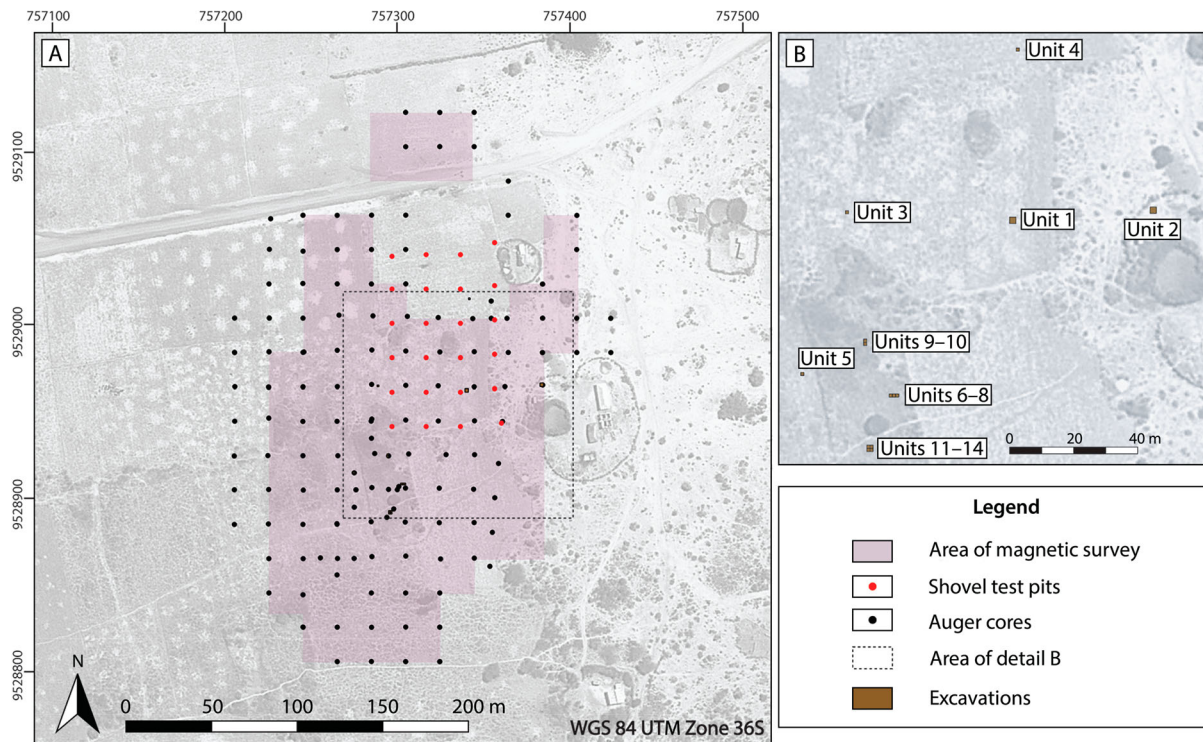 757100 757200 757300 757400 757500
A
9529100
9529000
9528900
9528800
N
0 50 100 150 200 m
WGS 84 UTM Zone 36S
B
Unit 4
Unit 3
Unit 1
Unit 2
Units 9–10
Unit 5
Units 6–8
Units 11–14
0 20 40 m
Legend
Area of magnetic survey
Shovel test pits
Auger cores
Area of detail B
Excavations